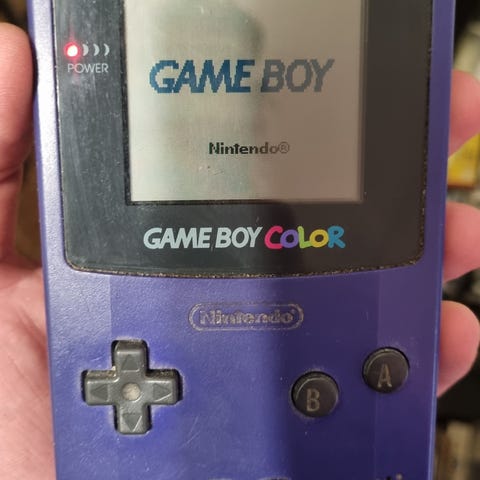 POWER
GAME BOY
Nintendo®
GAME BOY COLOR
Nintendo®
B
A